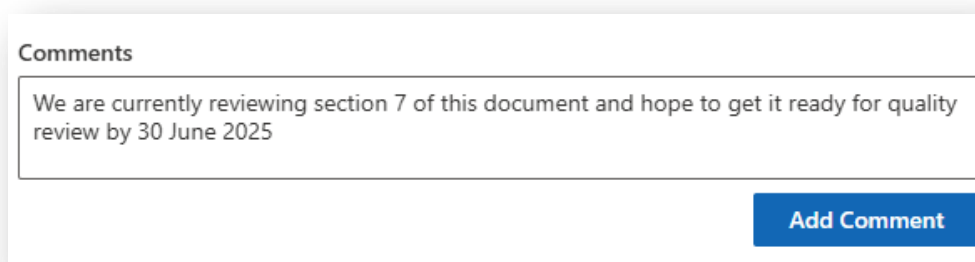 Comments
We are currently reviewing section 7 of this document and hope to get it ready for quality
review by 30 June 2025
Add Comment